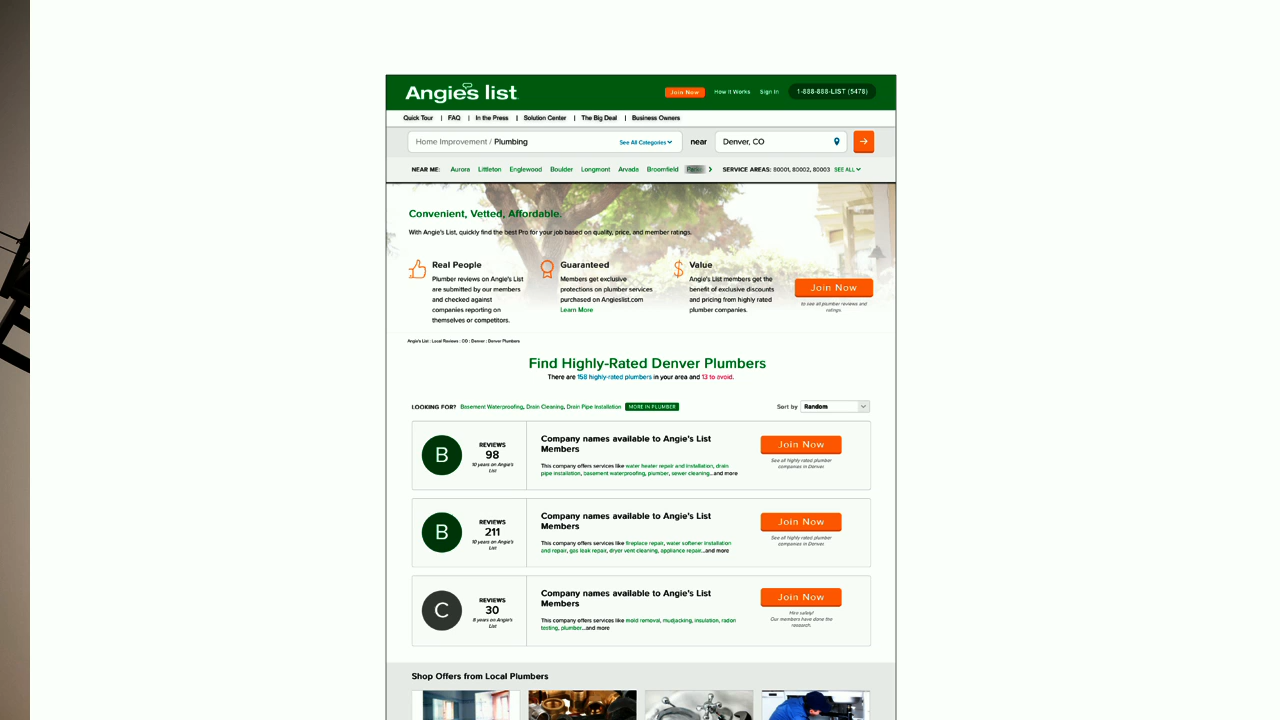 Angie's list
Join Now How It Works Sign In 1-888-888-LIST (5478)
Quick Tour | FAQ | In the Press | Solution Center | The Big Deal | Business Owners
Home Improvement / Plumbing See All Categories near Denver, CO
NEAR ME: Aurora Littleton Englewood Boulder Longmont Arvada Broomfield SERVICE AREAS: 80001, 80002, 80003 SEE ALL
Convenient, Vetted, Affordable.
With Angie's List, quickly find the best Pro for your job based on quality, price, and member ratings.
Real People
Plumber reviews on Angie's List
are submitted by our members
and checked against
companies reporting on
themselves or competitors.
Guaranteed
Members get exclusive
protections on plumber services
purchased on Angieslist.com
Learn More
$ Value
Angie's List members get the
benefit of exclusive discounts
and pricing from highly rated
plumber companies.
Join Now
to see all plumber reviews and
ratings.
Angie's List : Local Reviews : CO : Denver : Denver Plumbers
Find Highly-Rated Denver Plumbers
There are 158 highly-rated plumbers in your area and 13 to avoid.
LOOKING FOR? Basement Waterproofing, Drain Cleaning, Drain Pipe Installation MORE IN PLUMBER
Sort by Random
B
REVIEWS
98
10 years on Angie's
List
Company names available to Angie's List
Members
This company offers services like water heater repair and installation, drain
pipe installation, basement waterproofing, plumber, sewer cleaning...and more
Join Now
See all highly rated plumber
companies in Denver.
B
REVIEWS
211
10 years on Angie's
List
Company names available to Angie's List
Members
This company offers services like fireplace repair, water softener installation
and repair, gas leak repair, dryer vent cleaning, appliance repair...and more
Join Now
See all highly rated plumber
companies in Denver.
C
REVIEWS
30
8 years on Angie's
List
Company names available to Angie's List
Members
This company offers services like mold removal, mudjacking, insulation, radon
testing, plumber...and more
Join Now
Hire safely!
Our members have done the
research.
Shop Offers from Local Plumbers